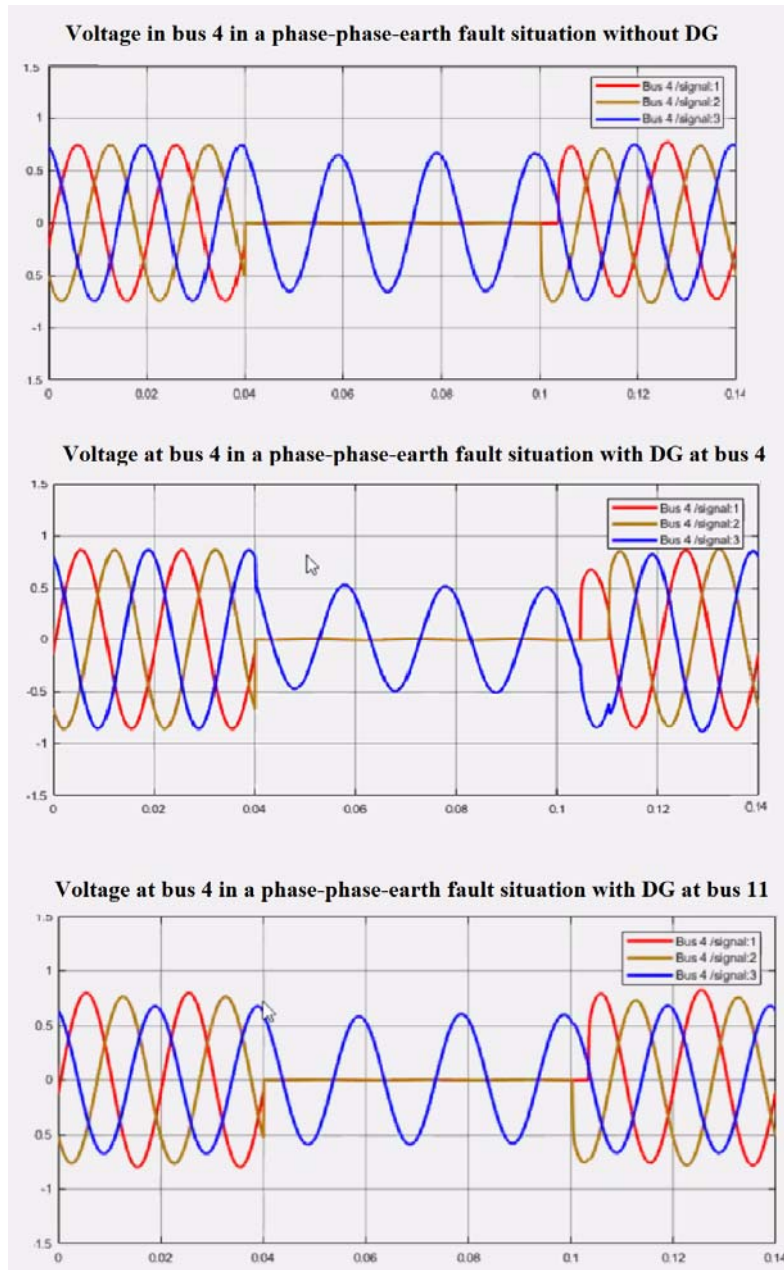 Voltage in bus 4 in a phase-phase-earth fault situation without DG
1.5
Bus 4 /signal:1
Bus 4 /signal:2
Bus 4 /signal:3
1
0.5
0
0.5
-1
1.5
0 0.02 0.04 0.06 0.08 0.1 0.12 0.14
Voltage at bus 4 in a phase-phase-earth fault situation with DG at bus 4
1.5
Bus 4 /signal:1
Bus 4 /signal:2
Bus 4 /signal:3
1
0.5
0
-0.5
-1
-1.5
0 0.02 0.04 0.06 0.08 0.1 0.12 0.14
Voltage at bus 4 in a phase-phase-earth fault situation with DG at bus 11
1.5
Bus 4 /signal:1
Bus 4 /signal:2
Bus 4 /signal:3
1
0.5
0
0.5
-1
1.5
0 0.02 0.04 0.06 0.08 0.1 0.12 0.14